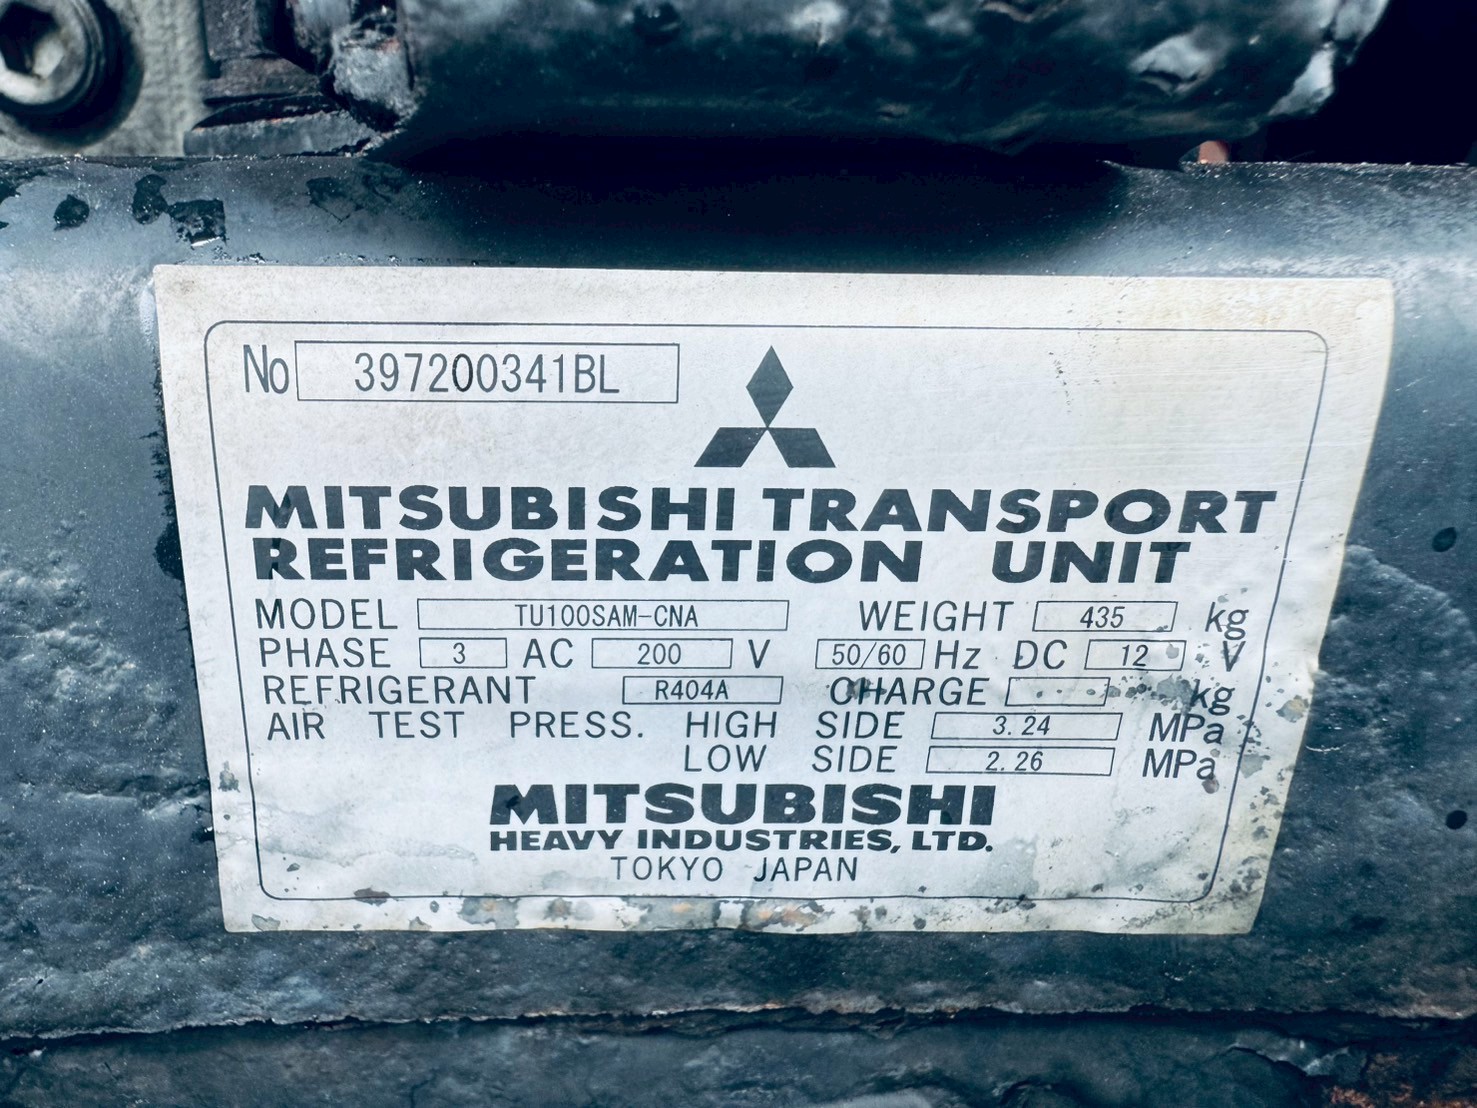 No 397200341BL
MITSUBISHI TRANSPORT
REFRIGERATION UNIT
MODEL TU100SAM-CNA WEIGHT 435 kg
PHASE 3 AC 200 V 50/60 Hz DC 12 V
REFRIGERANT R404A CHARGE kg
AIR TEST PRESS. HIGH SIDE 3.24 MPa
LOW SIDE 2.26 MPa
MITSUBISHI
HEAVY INDUSTRIES, LTD.
TOKYO JAPAN